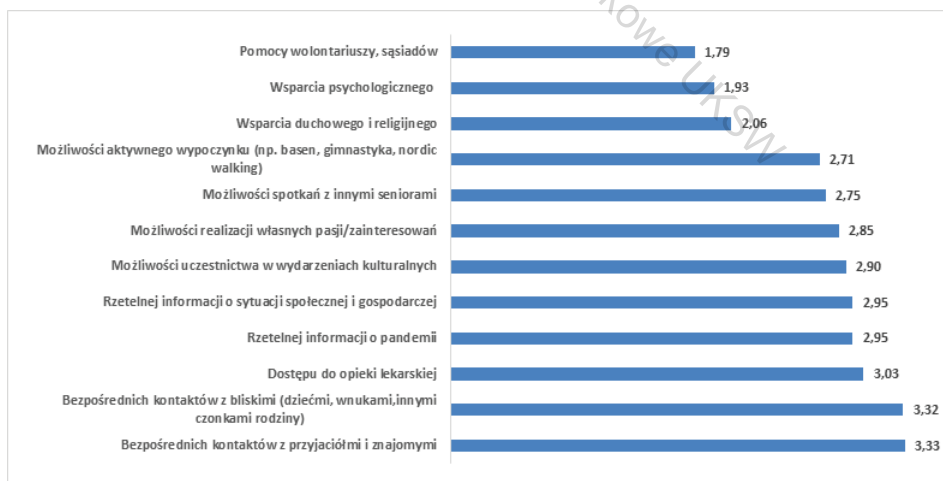 Pomocy wolontariuszy, sąsiadów 1,79
Wsparcia psychologicznego 1,93
Wsparcia duchowego i religijnego 2,06
Możliwości aktywnego wypoczynku (np. basen, gimnastyka, nordic
walking) 2,71
Możliwości spotkań z innymi seniorami 2,75
Możliwości realizacji własnych pasji/zainteresowań 2,85
Możliwości uczestnictwa w wydarzeniach kulturalnych 2,90
Rzetelnej informacji o sytuacji społecznej i gospodarczej 2,95
Rzetelnej informacji o pandemii 2,95
Dostępu do opieki lekarskiej 3,03
Bezpośrednich kontaktów z bliskimi (dziećmi, wnukami,innymi
czonkami rodziny) 3,32
Bezpośrednich kontaktów z przyjaciółmi i znajomymi 3,33
UKSW